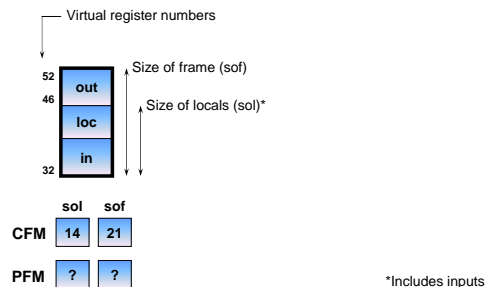 Virtual register numbers
Size of frame (sof)
52
out
46
Size of locals (sol)*
loc
in
32
sol sof
CFM 14 21
PFM ? ?
*Includes inputs